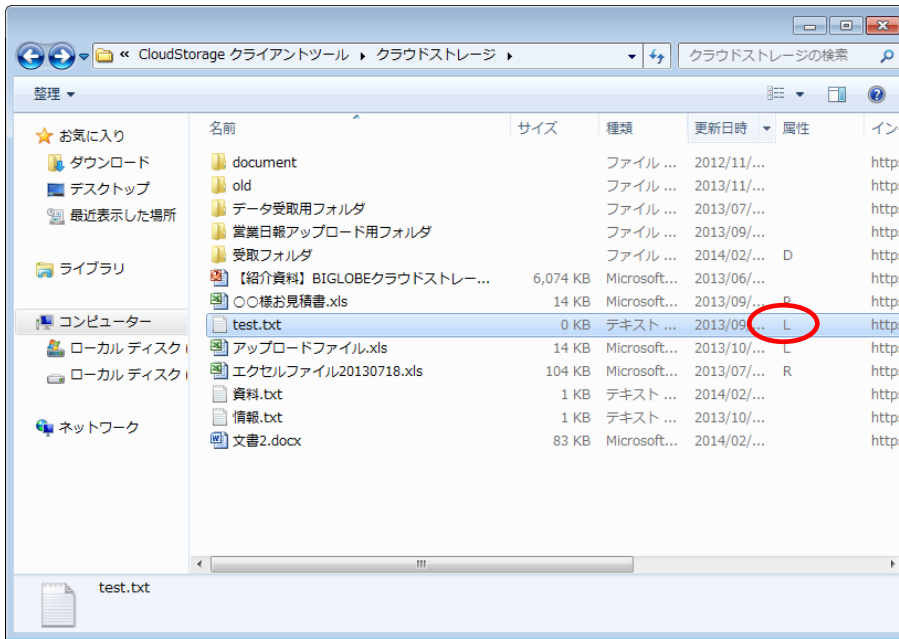 « CloudStorage クライアントツール ▸ クラウドストレージ ▸ クラウドストレージの検索
整理 ▼
お気に入り
ダウンロード
デスクトップ
最近表示した場所
ライブラリ
コンピューター
ローカル ディスク (
ローカル ディスク (
ネットワーク
名前 サイズ 種類 更新日時 属性 イン
document ファイル ... 2012/11/... http
old ファイル ... 2013/11/... http
データ受取用フォルダ ファイル ... 2013/07/... http
営業日報アップロード用フォルダ ファイル ... 2013/09/... http
受取フォルダ ファイル ... 2014/02/... D http
【紹介資料】BIGLOBEクラウドストレー... 6,074 KB Microsoft... 2013/06/... http
○○様お見積書.xls 14 KB Microsoft... 2013/09/... R http
test.txt 0 KB テキスト ... 2013/09/... L http
アップロードファイル.xls 14 KB Microsoft... 2013/10/... L http
エクセルファイル20130718.xls 104 KB Microsoft... 2013/07/... R http
資料.txt 1 KB テキスト ... 2014/02/... http
情報.txt 1 KB テキスト ... 2013/10/... http
文書2.docx 83 KB Microsoft... 2014/02/... http
test.txt